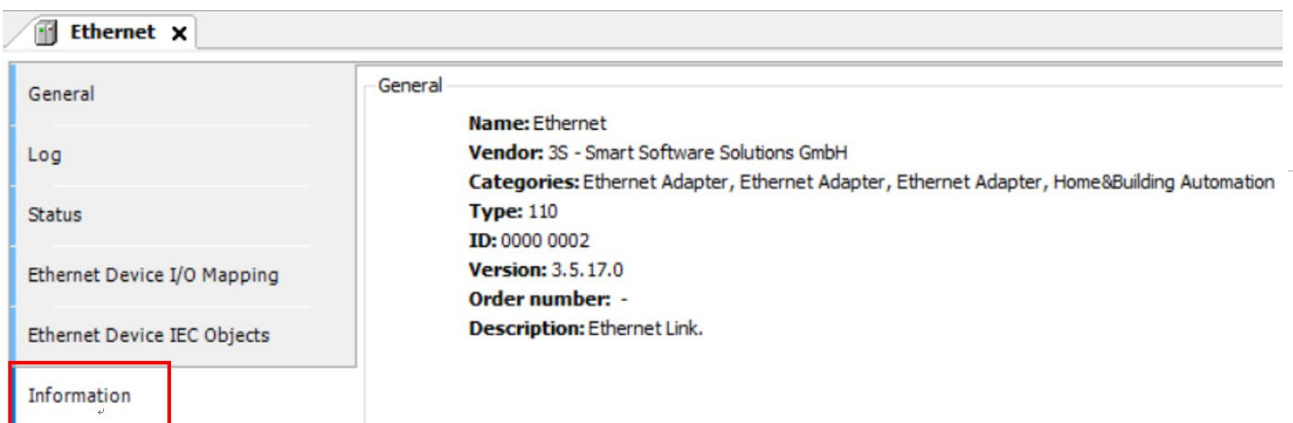 Ethernet
General
Log
Status
Ethernet Device I/O Mapping
Ethernet Device IEC Objects
Information
General
Name: Ethernet
Vendor: 3S - Smart Software Solutions GmbH
Categories: Ethernet Adapter, Ethernet Adapter, Ethernet Adapter, Home&Building Automation
Type: 110
ID: 0000 0002
Version: 3.5.17.0
Order number: -
Description: Ethernet Link.